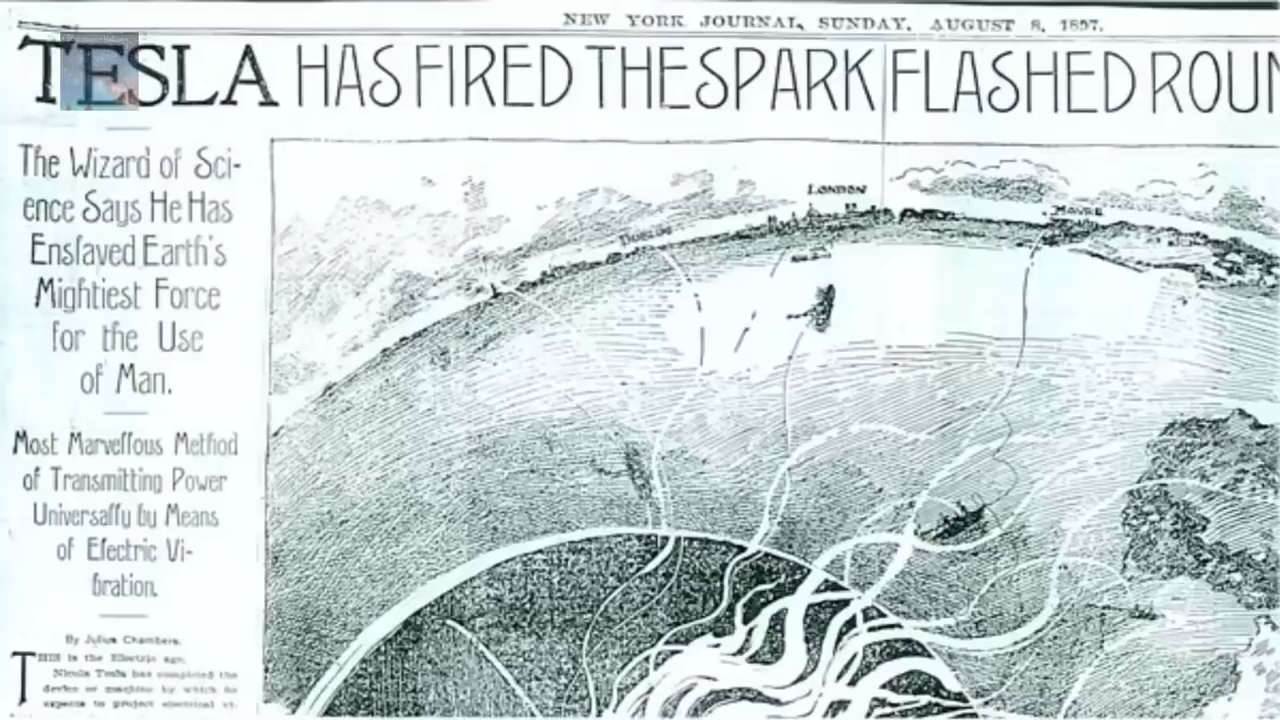 NEW YORK JOURNAL, SUNDAY, AUGUST 8, 1897.
TESLA HAS FIRED THE SPARK FLASHED ROUN
The Wizard of Sci-
ence Says He Has
Enslaved Earth's
Mightiest Force
for the Use
of Man.
Most Marvellous Method
of Transmitting Power
Universally by Means
of Electric Vi-
bration.
By Julius Chambers.
THIS is the Electric age.
Nicola Tesla has completed the
device or machine by which he
expects to project electrical vi-
LONDON
HAVRE